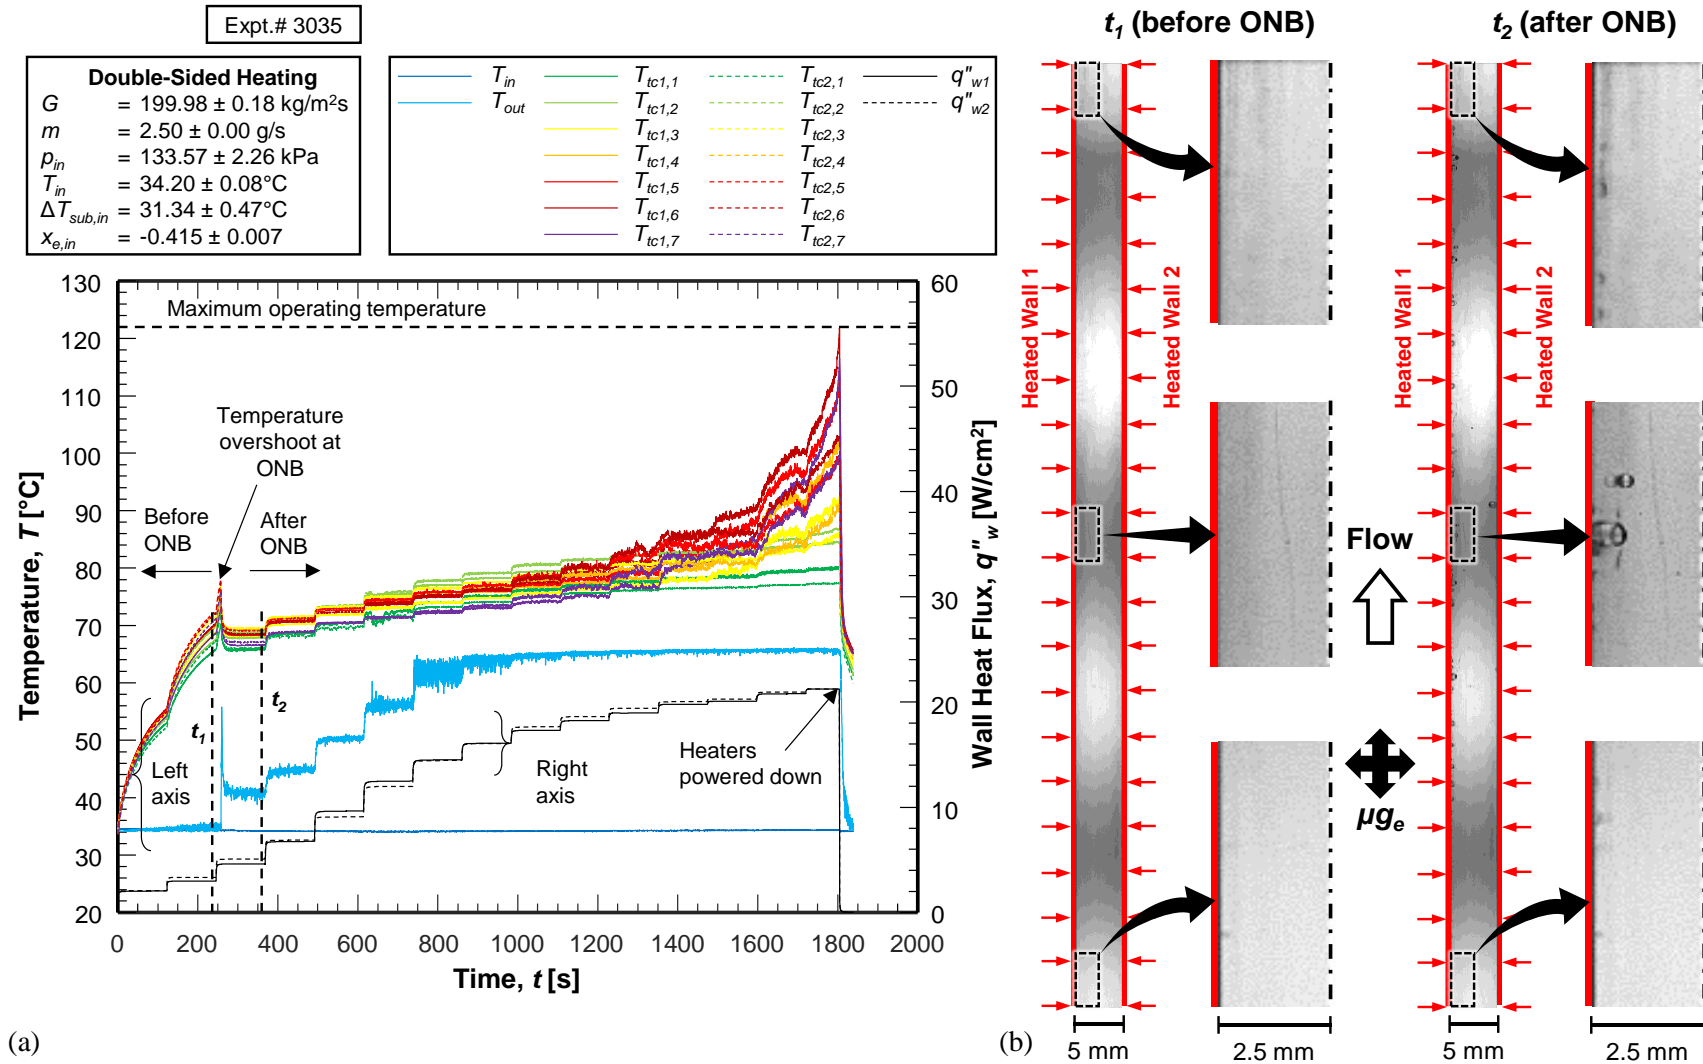 Expt.# 3035
Double-Sided Heating
G = 199.98 ± 0.18 kg/m²s
m = 2.50 ± 0.00 g/s
p_in = 133.57 ± 2.26 kPa
T_in = 34.20 ± 0.08°C
ΔT_sub,in = 31.34 ± 0.47°C
x_e,in = -0.415 ± 0.007
T_in T_tc1,1 T_tc2,1 q"_w1
T_out T_tc1,2 T_tc2,2 q"_w2
T_tc1,3 T_tc2,3
T_tc1,4 T_tc2,4
T_tc1,5 T_tc2,5
T_tc1,6 T_tc2,6
T_tc1,7 T_tc2,7
130
120
110
100
90
80
70
60
50
40
30
20
Temperature, T [°C]
Maximum operating temperature
Temperature
overshoot at
ONB
Before
ONB
After
ONB
t_1
t_2
Left
axis
Right
axis
Heaters
powered down
60
50
40
30
20
10
0
Wall Heat Flux, q"_w [W/cm²]
0 200 400 600 800 1000 1200 1400 1600 1800 2000
Time, t [s]
(a)
t_1 (before ONB)
t_2 (after ONB)
Heated Wall 1
Heated Wall 2
Heated Wall 1
Heated Wall 2
Flow
µg_e
5 mm
2.5 mm
5 mm
2.5 mm
(b)